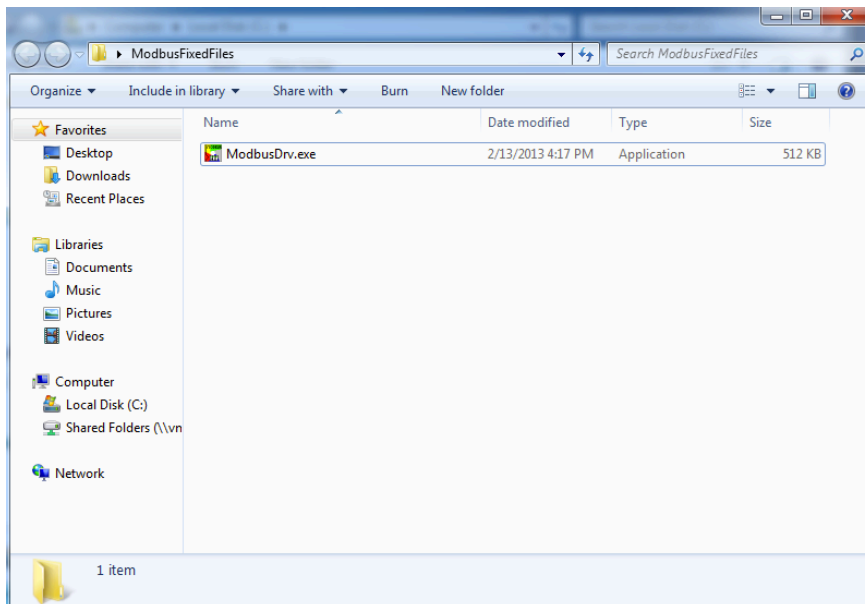 ModbusFixedFiles
Search ModbusFixedFiles
Organize Include in library Share with Burn New folder
Name Date modified Type Size
ModbusDrv.exe 2/13/2013 4:17 PM Application 512 KB
Favorites
Desktop
Downloads
Recent Places
Libraries
Documents
Music
Pictures
Videos
Computer
Local Disk (C:)
Shared Folders (\\vn
Network
1 item